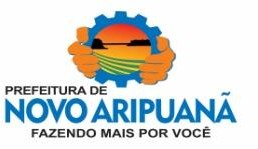 PREFEITURA DE
NOVO ARIPUANÃ
FAZENDO MAIS POR VOCÊ